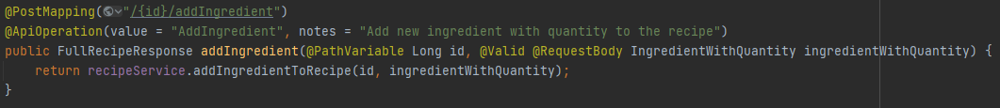 @PostMapping("/{id}/addIngredient")
@ApiOperation(value = "AddIngredient", notes = "Add new ingredient with quantity to the recipe")
public FullRecipeResponse addIngredient(@PathVariable Long id, @Valid @RequestBody IngredientWithQuantity ingredientWithQuantity) {
    return recipeService.addIngredientToRecipe(id, ingredientWithQuantity);
}